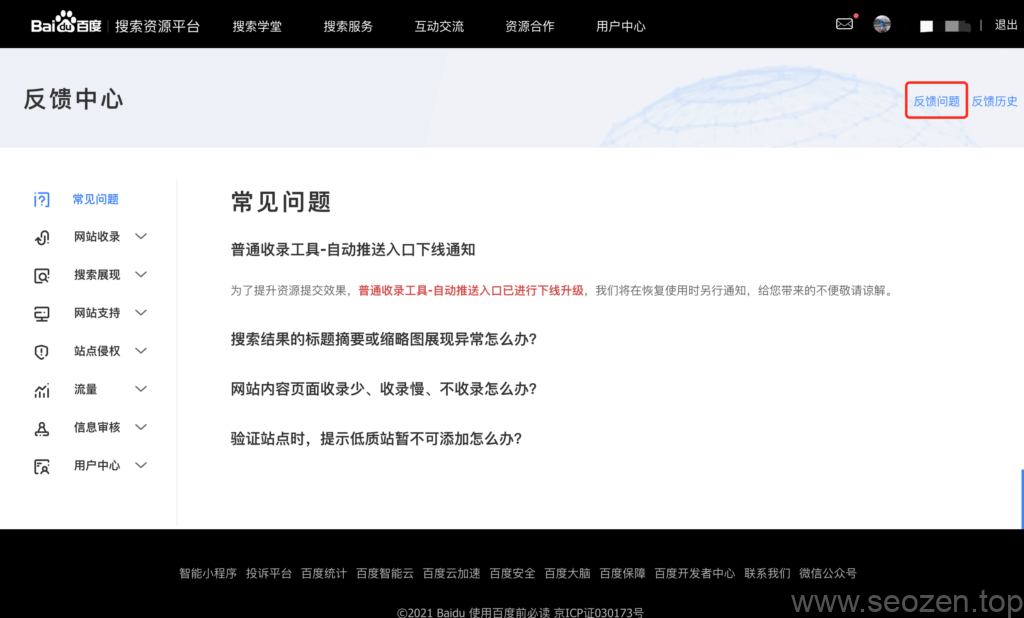 Baidu百度 搜索资源平台 搜索学堂 搜索服务 互动交流 资源合作 用户中心 | 退出
反馈中心
反馈问题 反馈历史
常见问题
网站收录
搜索展现
网站支持
站点侵权
流量
信息审核
用户中心
常见问题
普通收录工具-自动推送入口下线通知
为了提升资源提交效果，普通收录工具-自动推送入口已进行下线升级，我们将在恢复使用时另行通知，给您带来的不便敬请谅解。
搜索结果的标题摘要或缩略图展现异常怎么办?
网站内容页面收录少、收录慢、不收录怎么办?
验证站点时，提示低质站暂不可添加怎么办?
智能小程序 投诉平台 百度统计 百度智能云 百度云加速 百度安全 百度大脑 百度保障 百度开发者中心 联系我们 微信公众号
©2021 Baidu 使用百度前必读 京ICP证030173号
www.seozen.top